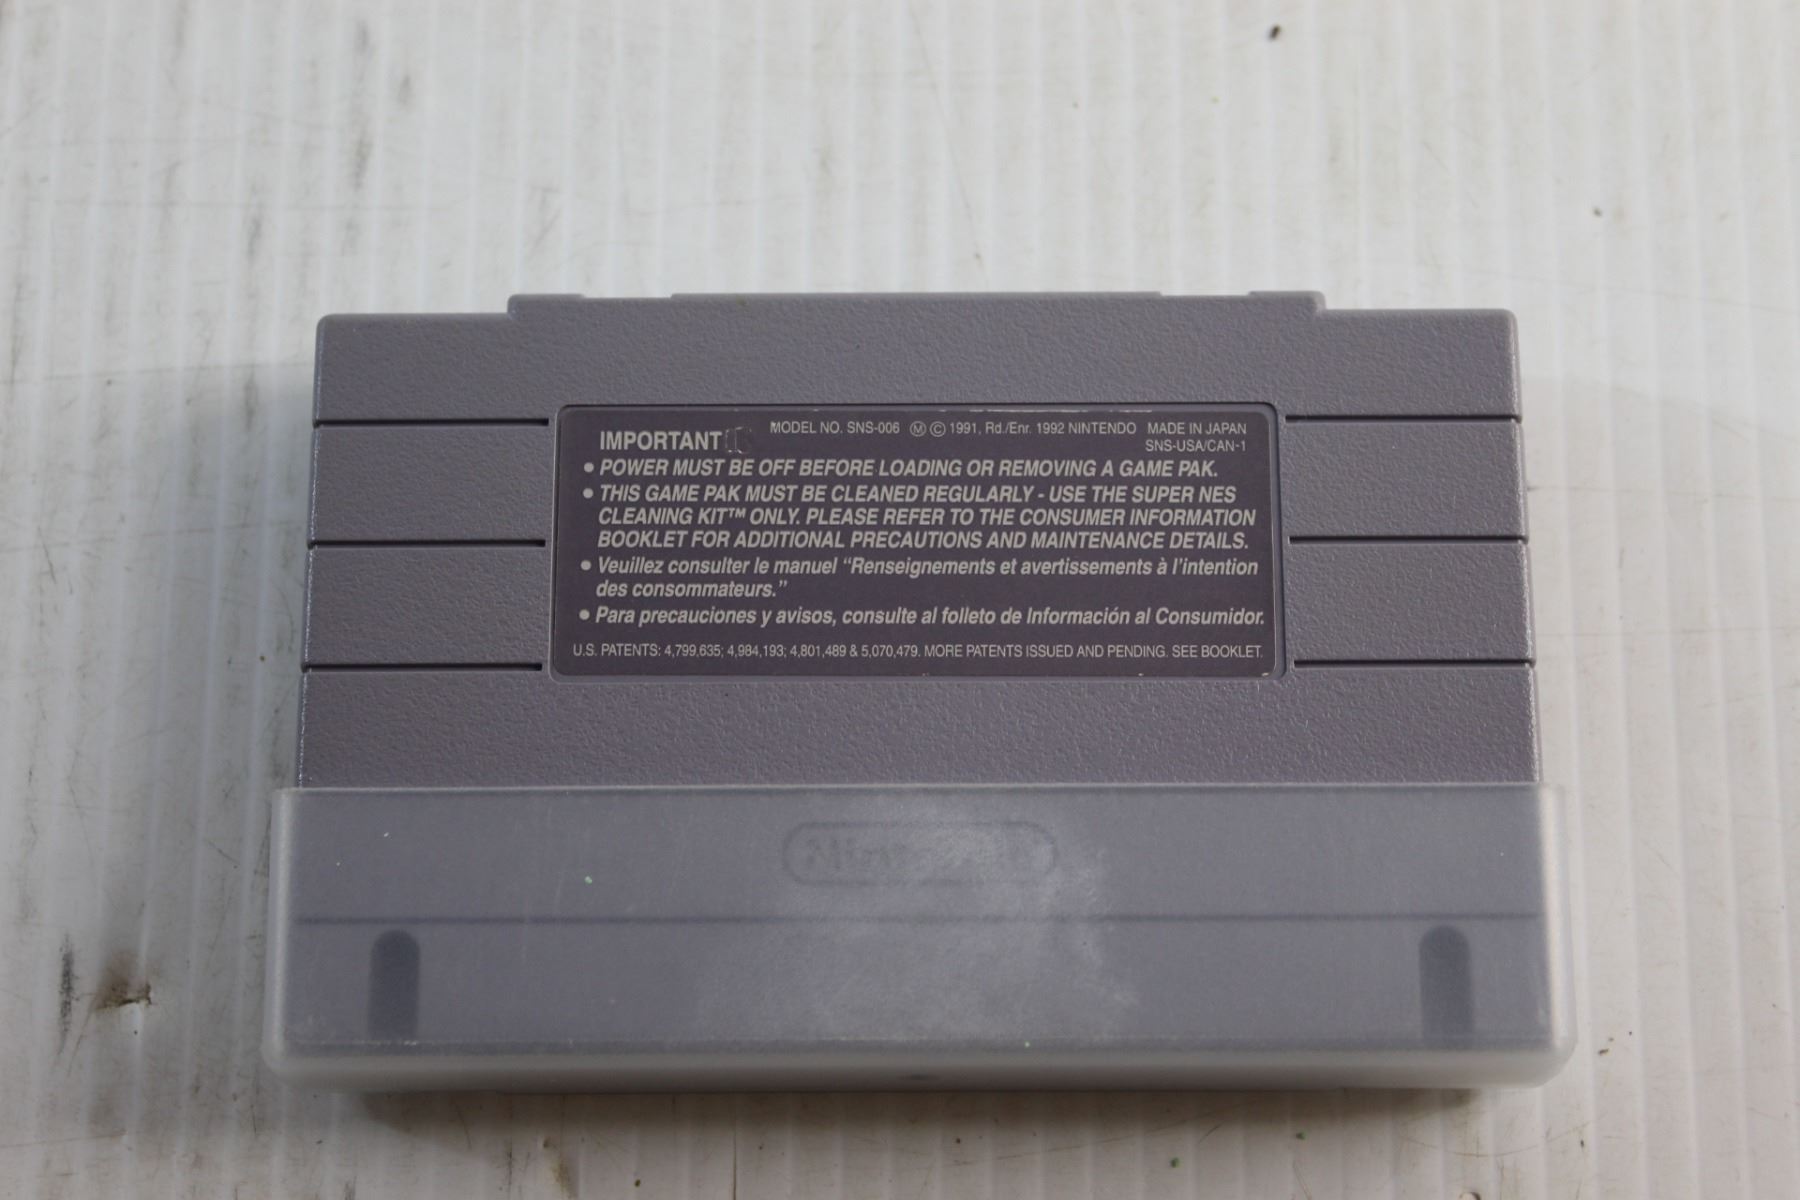 IMPORTANT: MODEL NO. SNS-006 Ⓜ © 1991, Rd./Enr. 1992 NINTENDO MADE IN JAPAN
SNS-USA/CAN-1
• POWER MUST BE OFF BEFORE LOADING OR REMOVING A GAME PAK.
• THIS GAME PAK MUST BE CLEANED REGULARLY - USE THE SUPER NES
CLEANING KIT™ ONLY. PLEASE REFER TO THE CONSUMER INFORMATION
BOOKLET FOR ADDITIONAL PRECAUTIONS AND MAINTENANCE DETAILS.
• Veuillez consulter le manuel “Renseignements et avertissements à l’intention
des consommateurs.”
• Para precauciones y avisos, consulte al folleto de Información al Consumidor.
U.S. PATENTS: 4,799,635; 4,984,193; 4,801,489 & 5,070,479. MORE PATENTS ISSUED AND PENDING. SEE BOOKLET.
Nintendo